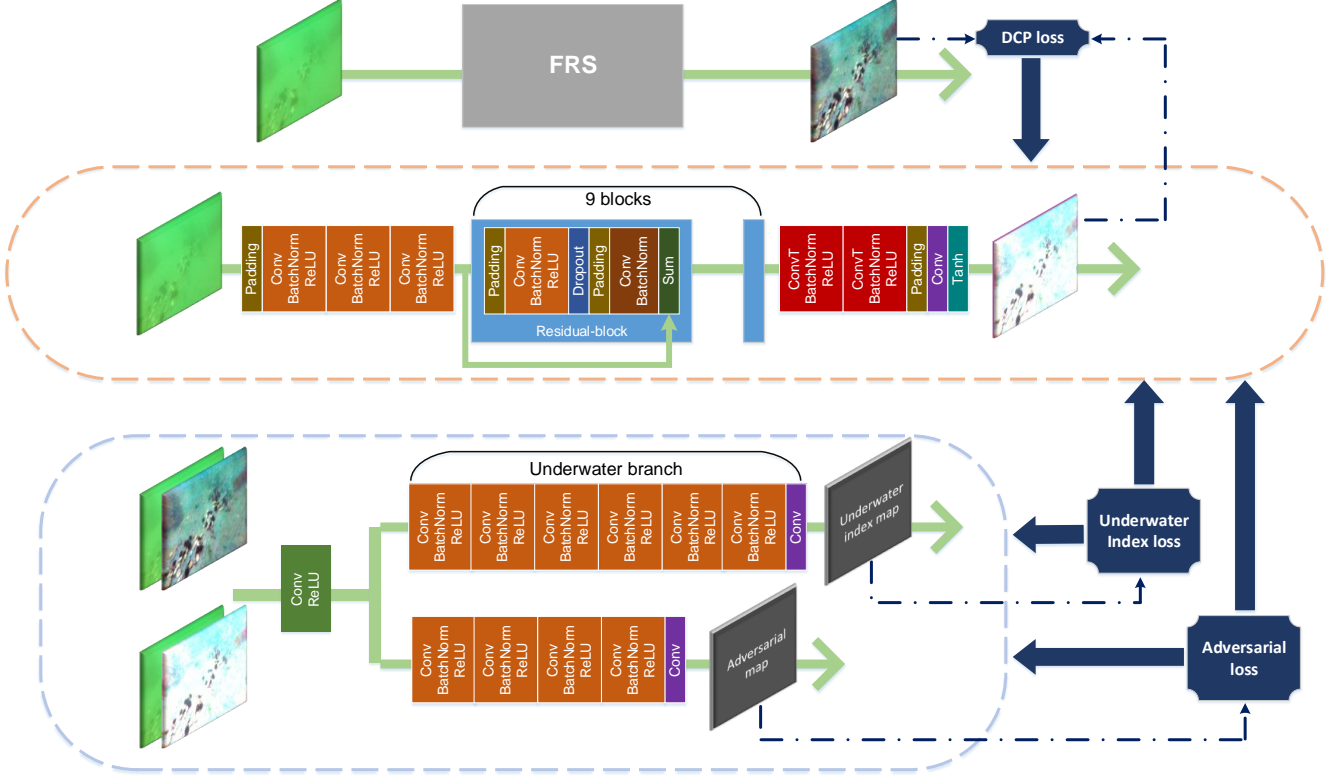 FRS
DCP loss
9 blocks
Padding
Conv
BatchNorm
ReLU
Conv
BatchNorm
ReLU
Conv
BatchNorm
ReLU
Padding
Conv
BatchNorm
ReLU
Dropout
Padding
Conv
BatchNorm
Sum
Residual-block
ConvT
BatchNorm
ReLU
ConvT
BatchNorm
ReLU
Padding
Conv
Tanh
Underwater branch
Conv
BatchNorm
ReLU
Conv
BatchNorm
ReLU
Conv
BatchNorm
ReLU
Conv
BatchNorm
ReLU
Conv
BatchNorm
ReLU
Conv
BatchNorm
ReLU
Conv
Underwater
index map
Underwater
Index loss
Conv
ReLU
Conv
BatchNorm
ReLU
Conv
BatchNorm
ReLU
Conv
BatchNorm
ReLU
Conv
BatchNorm
ReLU
Conv
Adversarial
map
Adversarial
loss